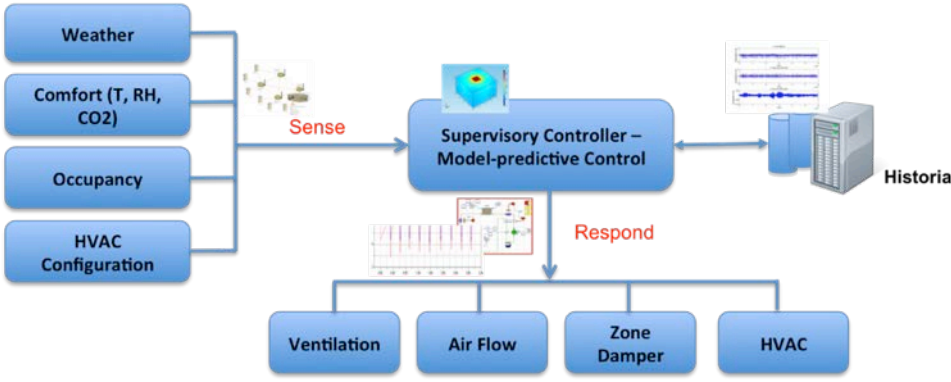 Weather
Comfort (T, RH,
CO2)
Occupancy
HVAC
Configuration
Sense
Supervisory Controller –
Model-predictive Control
Historia
Respond
Ventilation
Air Flow
Zone
Damper
HVAC